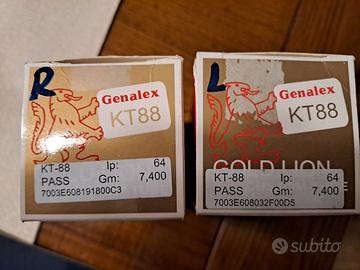 R
Genalex
KT88
KT-88 Ip: 64
PASS Gm: 7,400
7003E608191800C3
L
Genalex
KT88
GOLD LION
KT-88 Ip: 64
PASS Gm: 7,400
7003E608032F00D5
subito